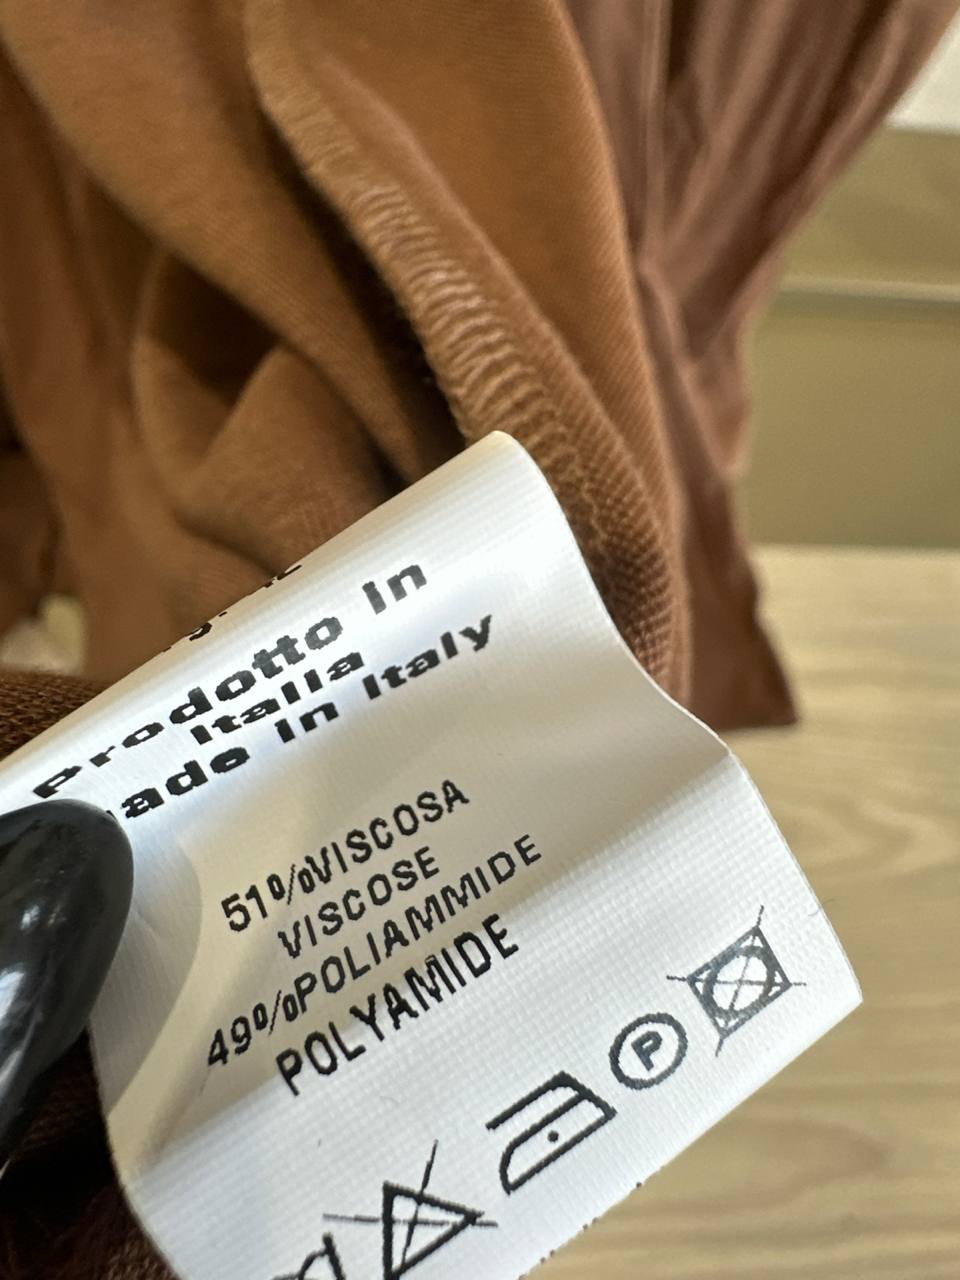 Prodotto in
Italia
Made in Italy
51%VISCOSA
VISCOSE
49%POLIAMMIDE
POLYAMIDE
P